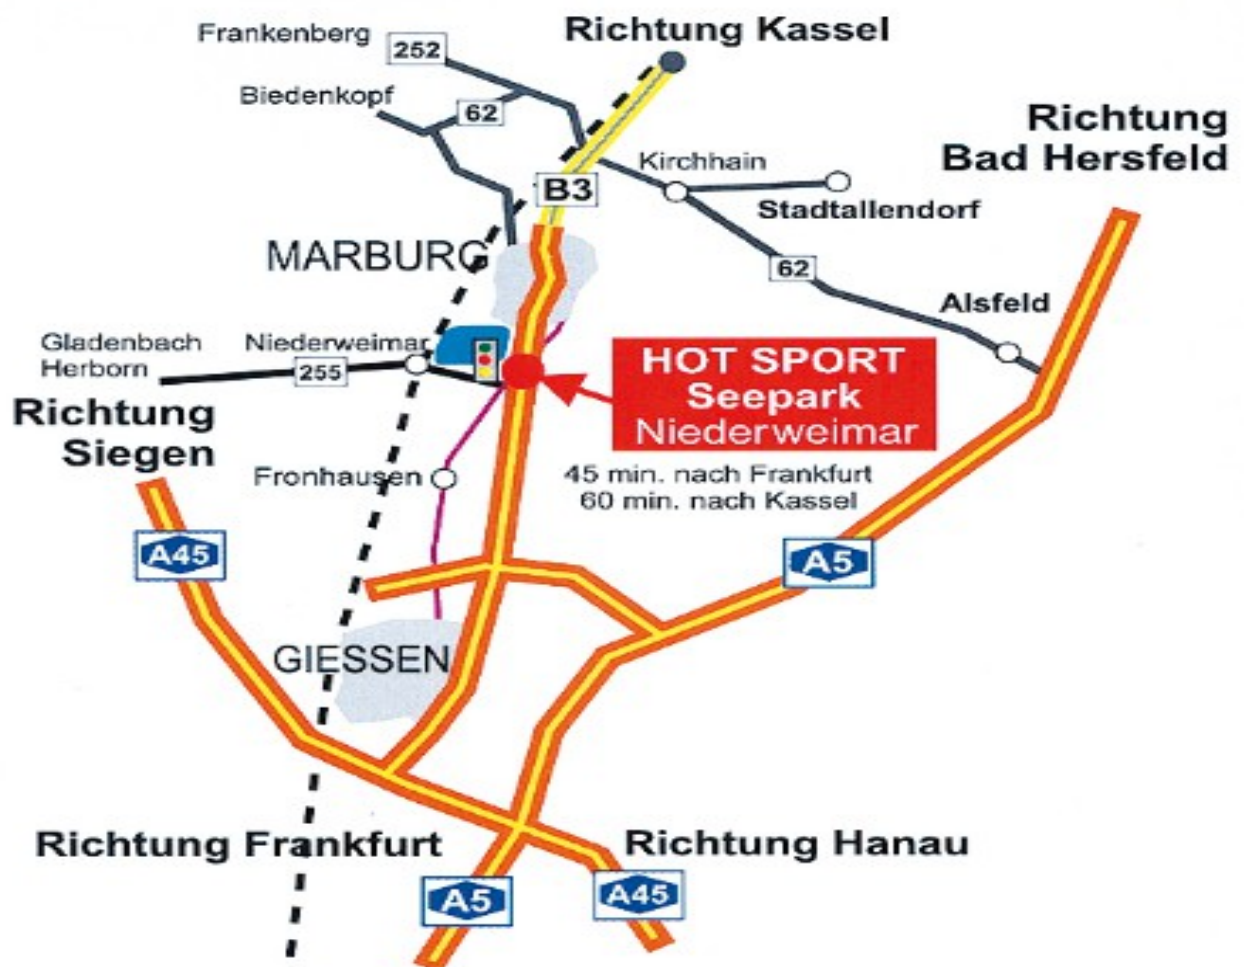 Richtung Kassel
Frankenberg
252
Biedenkopf
62
Richtung
Bad Hersfeld
Kirchhain
B3
Stadtallendorf
MARBURG
62
Alsfeld
Gladenbach
Herborn
Niederweimar
255
HOT SPORT
Seepark
Niederweimar
Richtung
Siegen
Fronhausen
45 min. nach Frankfurt
60 min. nach Kassel
A45
A5
GIESSEN
Richtung Frankfurt
Richtung Hanau
A5
A45